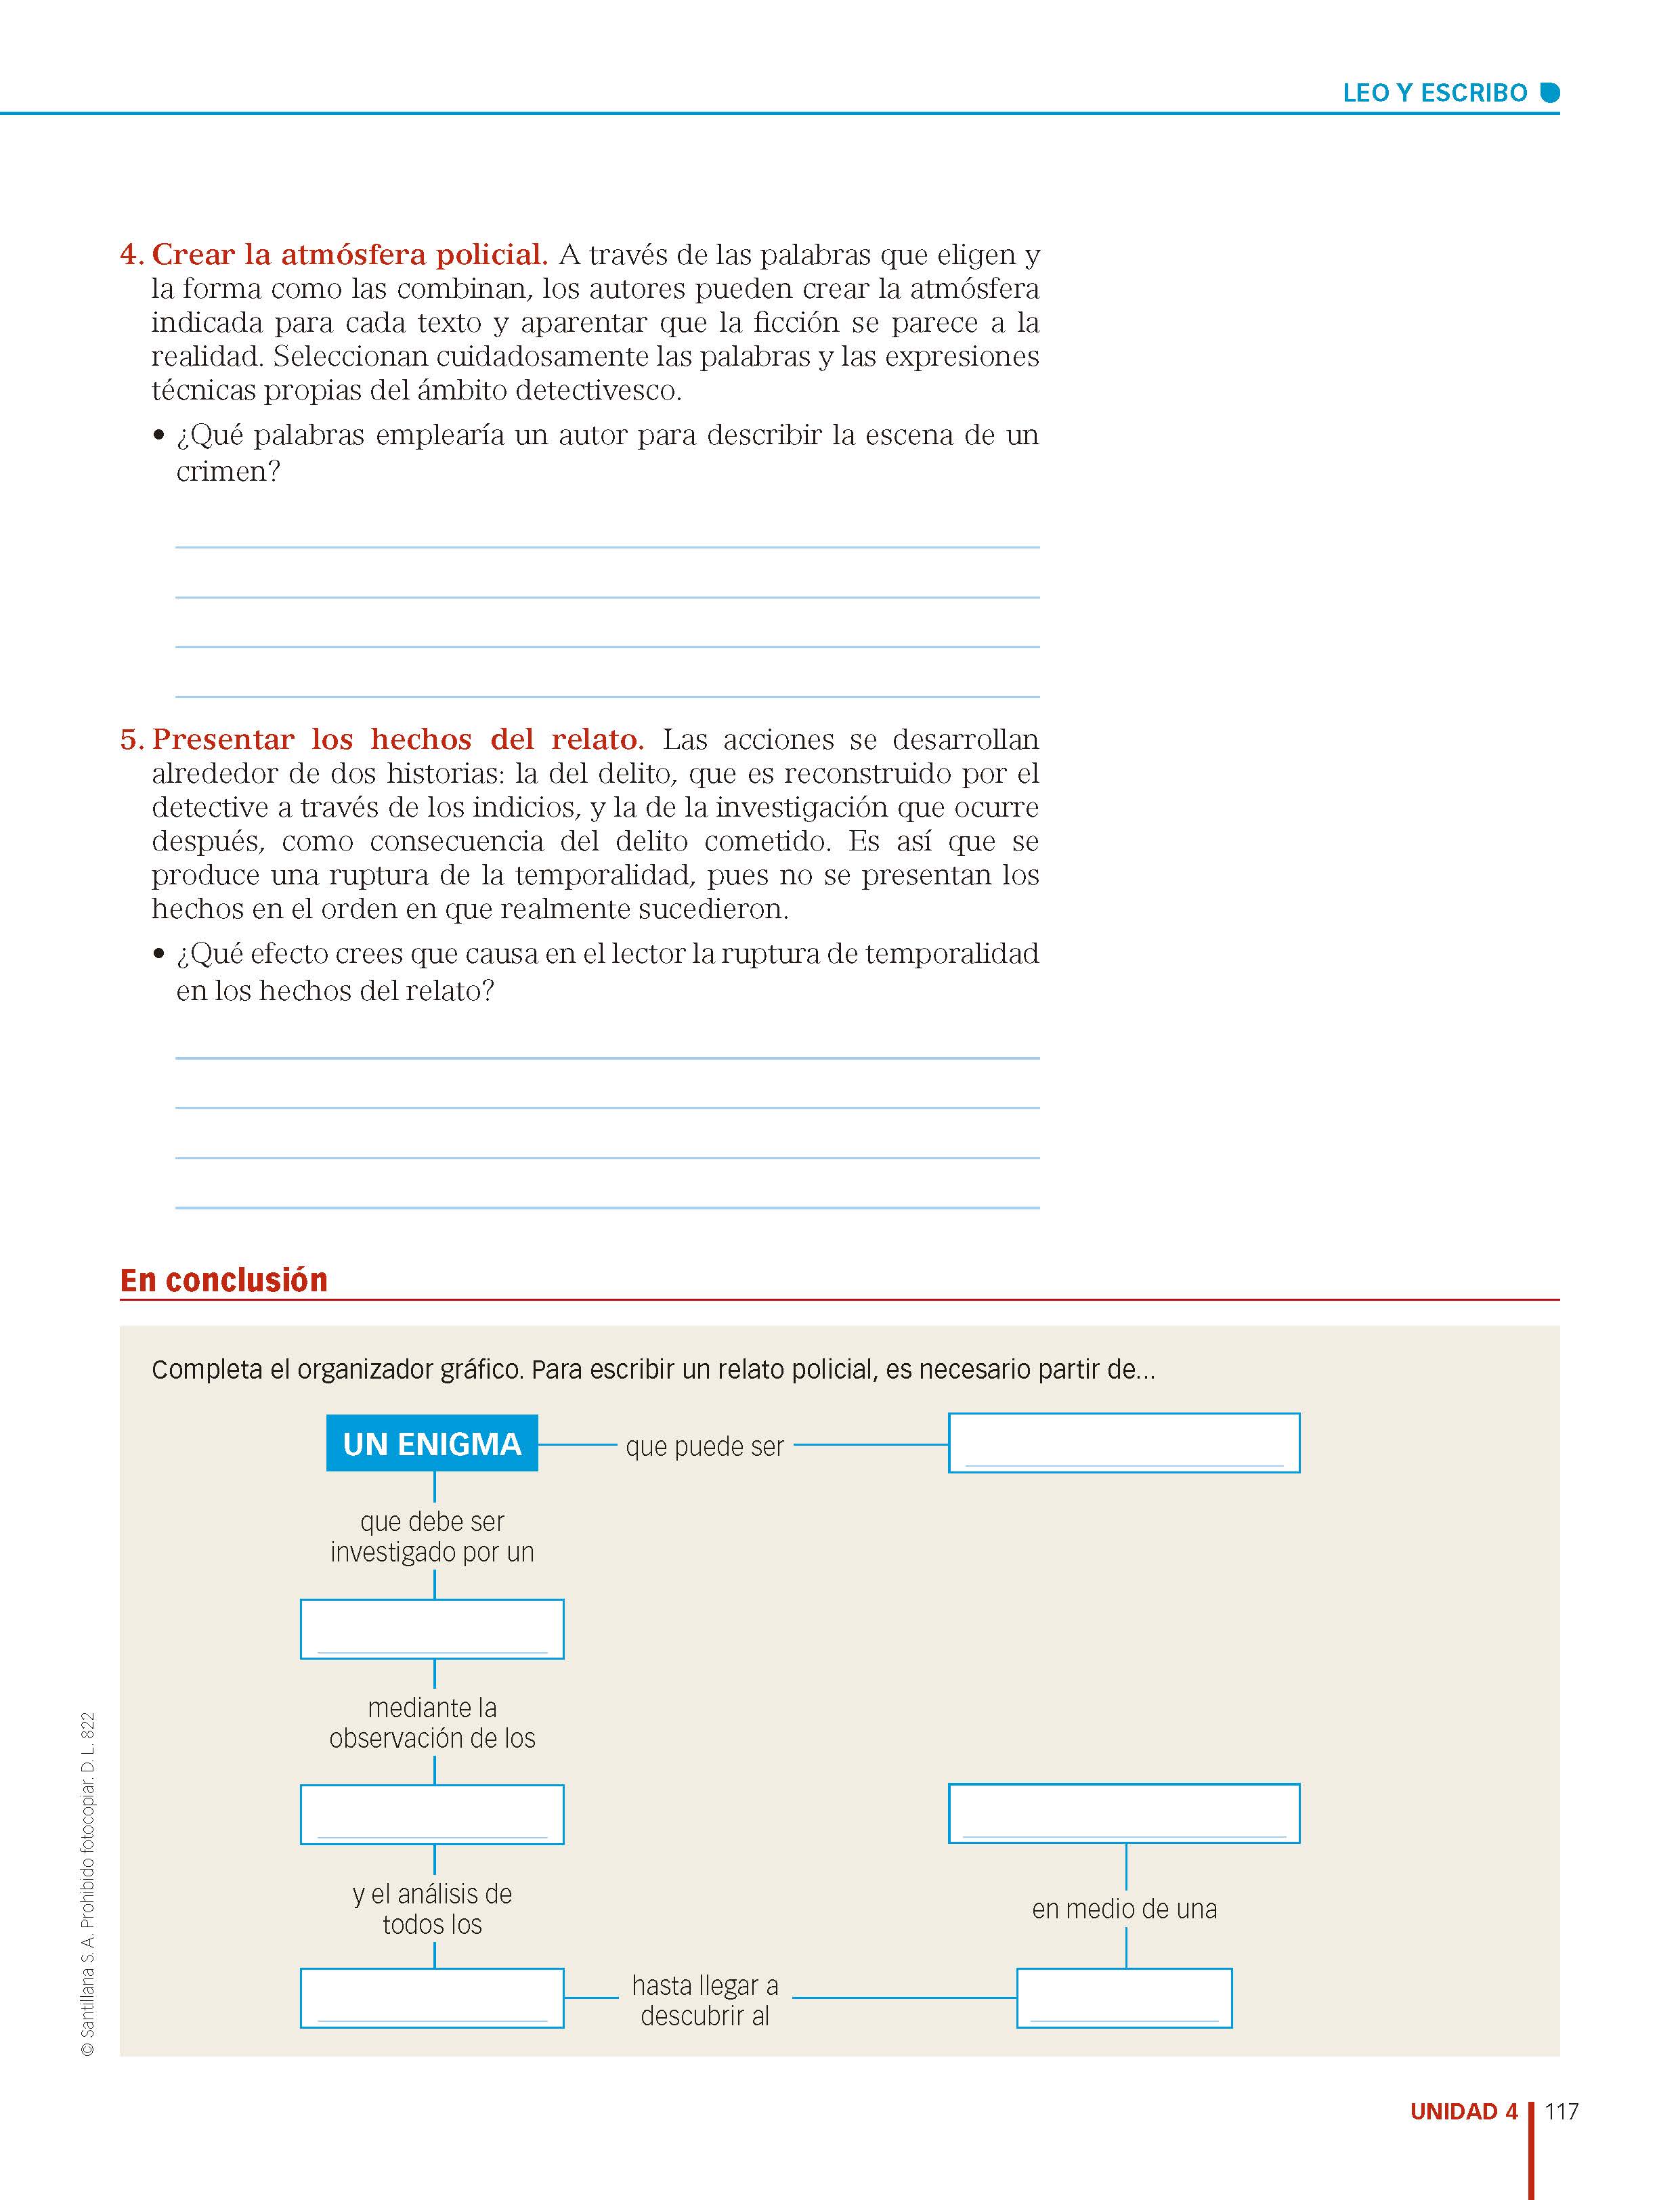 LEO Y ESCRIBO
4. Crear la atmósfera policial. A través de las palabras que eligen y
la forma como las combinan, los autores pueden crear la atmósfera
indicada para cada texto y aparentar que la ficción se parece a la
realidad. Seleccionan cuidadosamente las palabras y las expresiones
técnicas propias del ámbito detectivesco.
• ¿Qué palabras emplearía un autor para describir la escena de un
crimen?
5. Presentar los hechos del relato. Las acciones se desarrollan
alrededor de dos historias: la del delito, que es reconstruido por el
detective a través de los indicios, y la de la investigación que ocurre
después, como consecuencia del delito cometido. Es así que se
produce una ruptura de la temporalidad, pues no se presentan los
hechos en el orden en que realmente sucedieron.
• ¿Qué efecto crees que causa en el lector la ruptura de temporalidad
en los hechos del relato?
En conclusión
Completa el organizador gráfico. Para escribir un relato policial, es necesario partir de...
UN ENIGMA
que puede ser
que debe ser
investigado por un
mediante la
observación de los
y el análisis de
todos los
hasta llegar a
descubrir al
en medio de una
© Santillana S. A. Prohibido fotocopiar. D. L. 822
UNIDAD 4
117